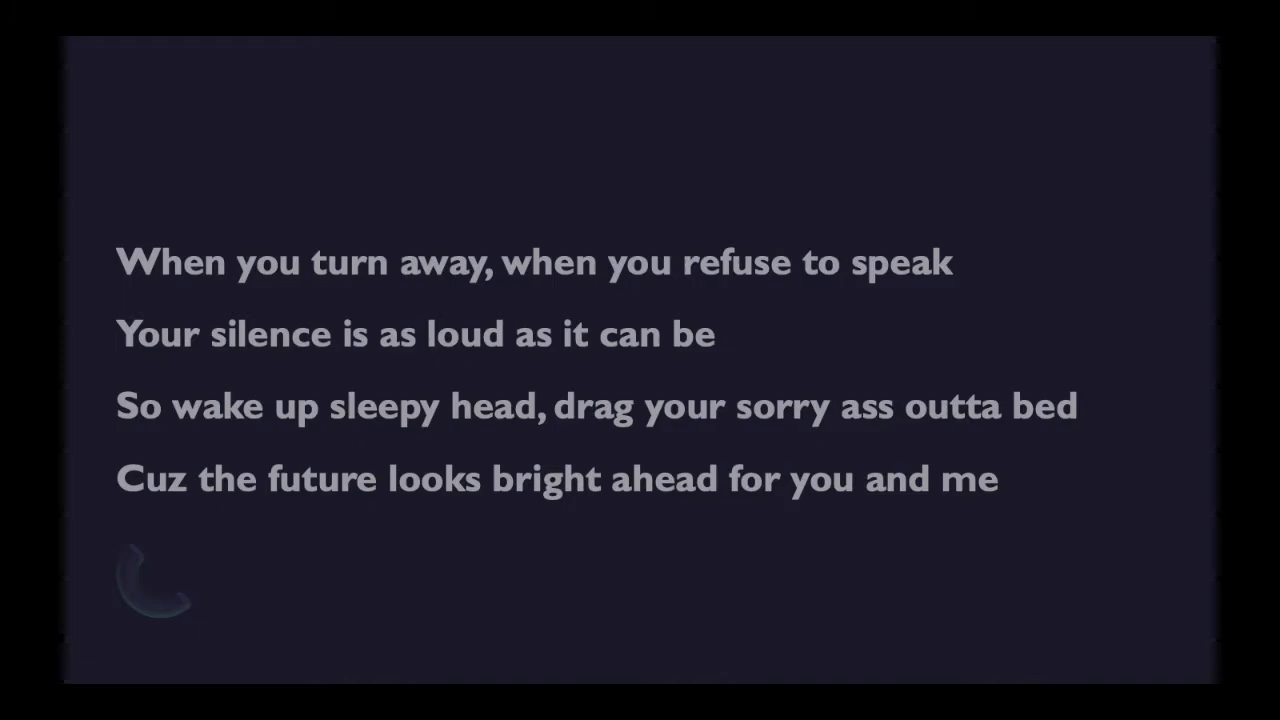 When you turn away, when you refuse to speak
Your silence is as loud as it can be
So wake up sleepy head, drag your sorry ass outta bed
Cuz the future looks bright ahead for you and me